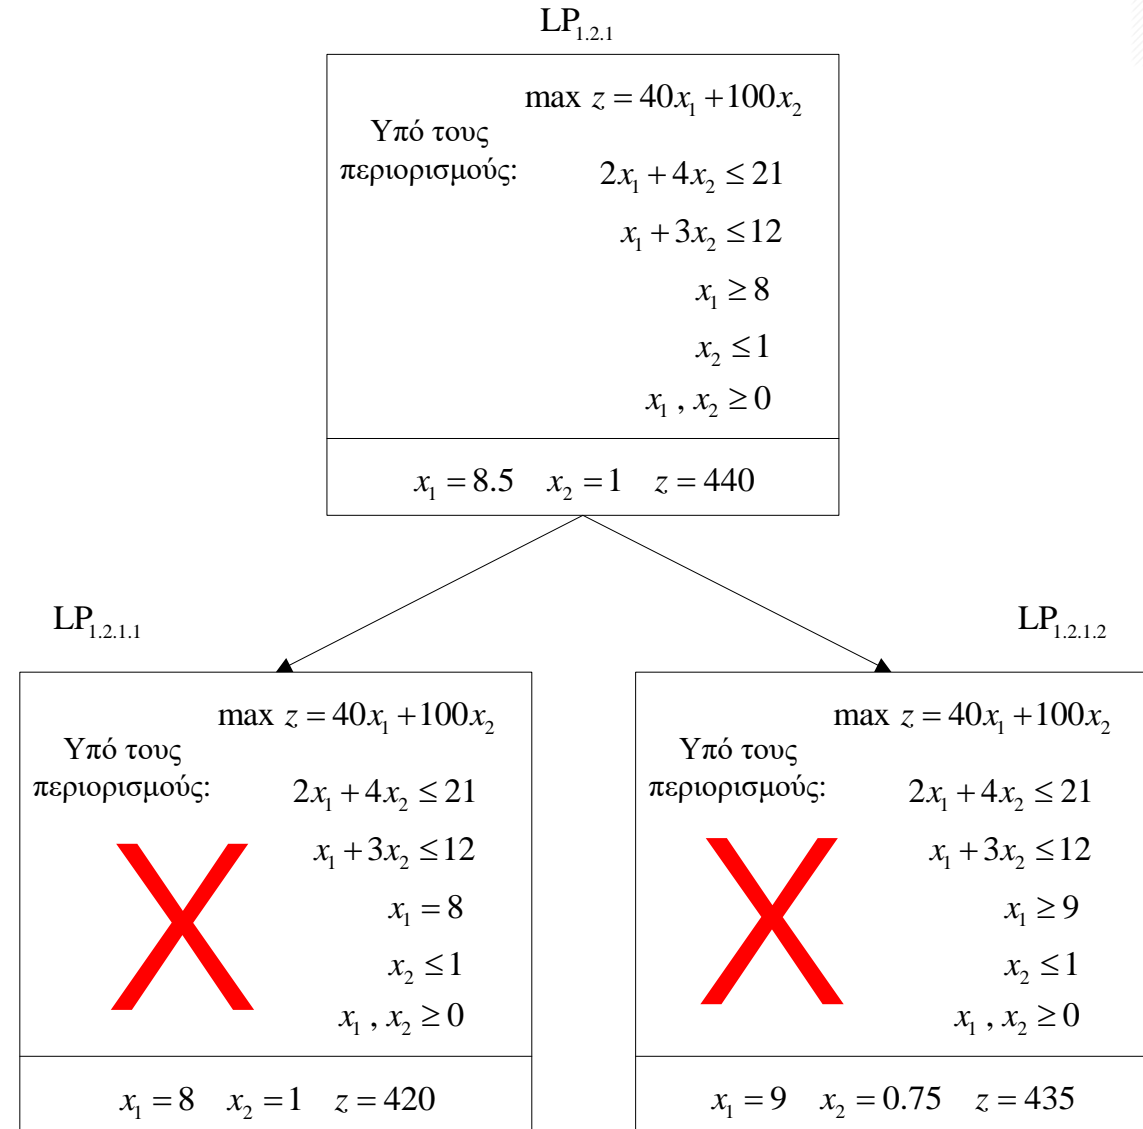 LP1.2.1
max z = 40x1 + 100x2
Υπό τους
περιορισμούς:
2x1 + 4x2 ≤ 21
x1 + 3x2 ≤ 12
x1 ≥ 8
x2 ≤ 1
x1 , x2 ≥ 0
x1 = 8.5 x2 = 1 z = 440
LP1.2.1.1
max z = 40x1 + 100x2
Υπό τους
περιορισμούς:
2x1 + 4x2 ≤ 21
x1 + 3x2 ≤ 12
x1 = 8
x2 ≤ 1
x1 , x2 ≥ 0
X
x1 = 8 x2 = 1 z = 420
LP1.2.1.2
max z = 40x1 + 100x2
Υπό τους
περιορισμούς:
2x1 + 4x2 ≤ 21
x1 + 3x2 ≤ 12
x1 ≥ 9
x2 ≤ 1
x1 , x2 ≥ 0
X
x1 = 9 x2 = 0.75 z = 435